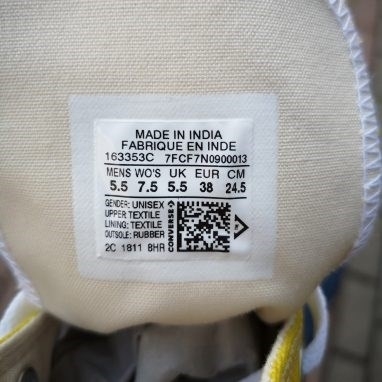 MADE IN INDIA
FABRIQUE EN INDE
163353C 7FCF7N0900013
MENS WO'S UK EUR CM
5.5 7.5 5.5 38 24.5
GENDER: UNISEX
UPPER: TEXTILE
LINING: TEXTILE
OUTSOLE: RUBBER
2C 1811 8HR
CONVERSE